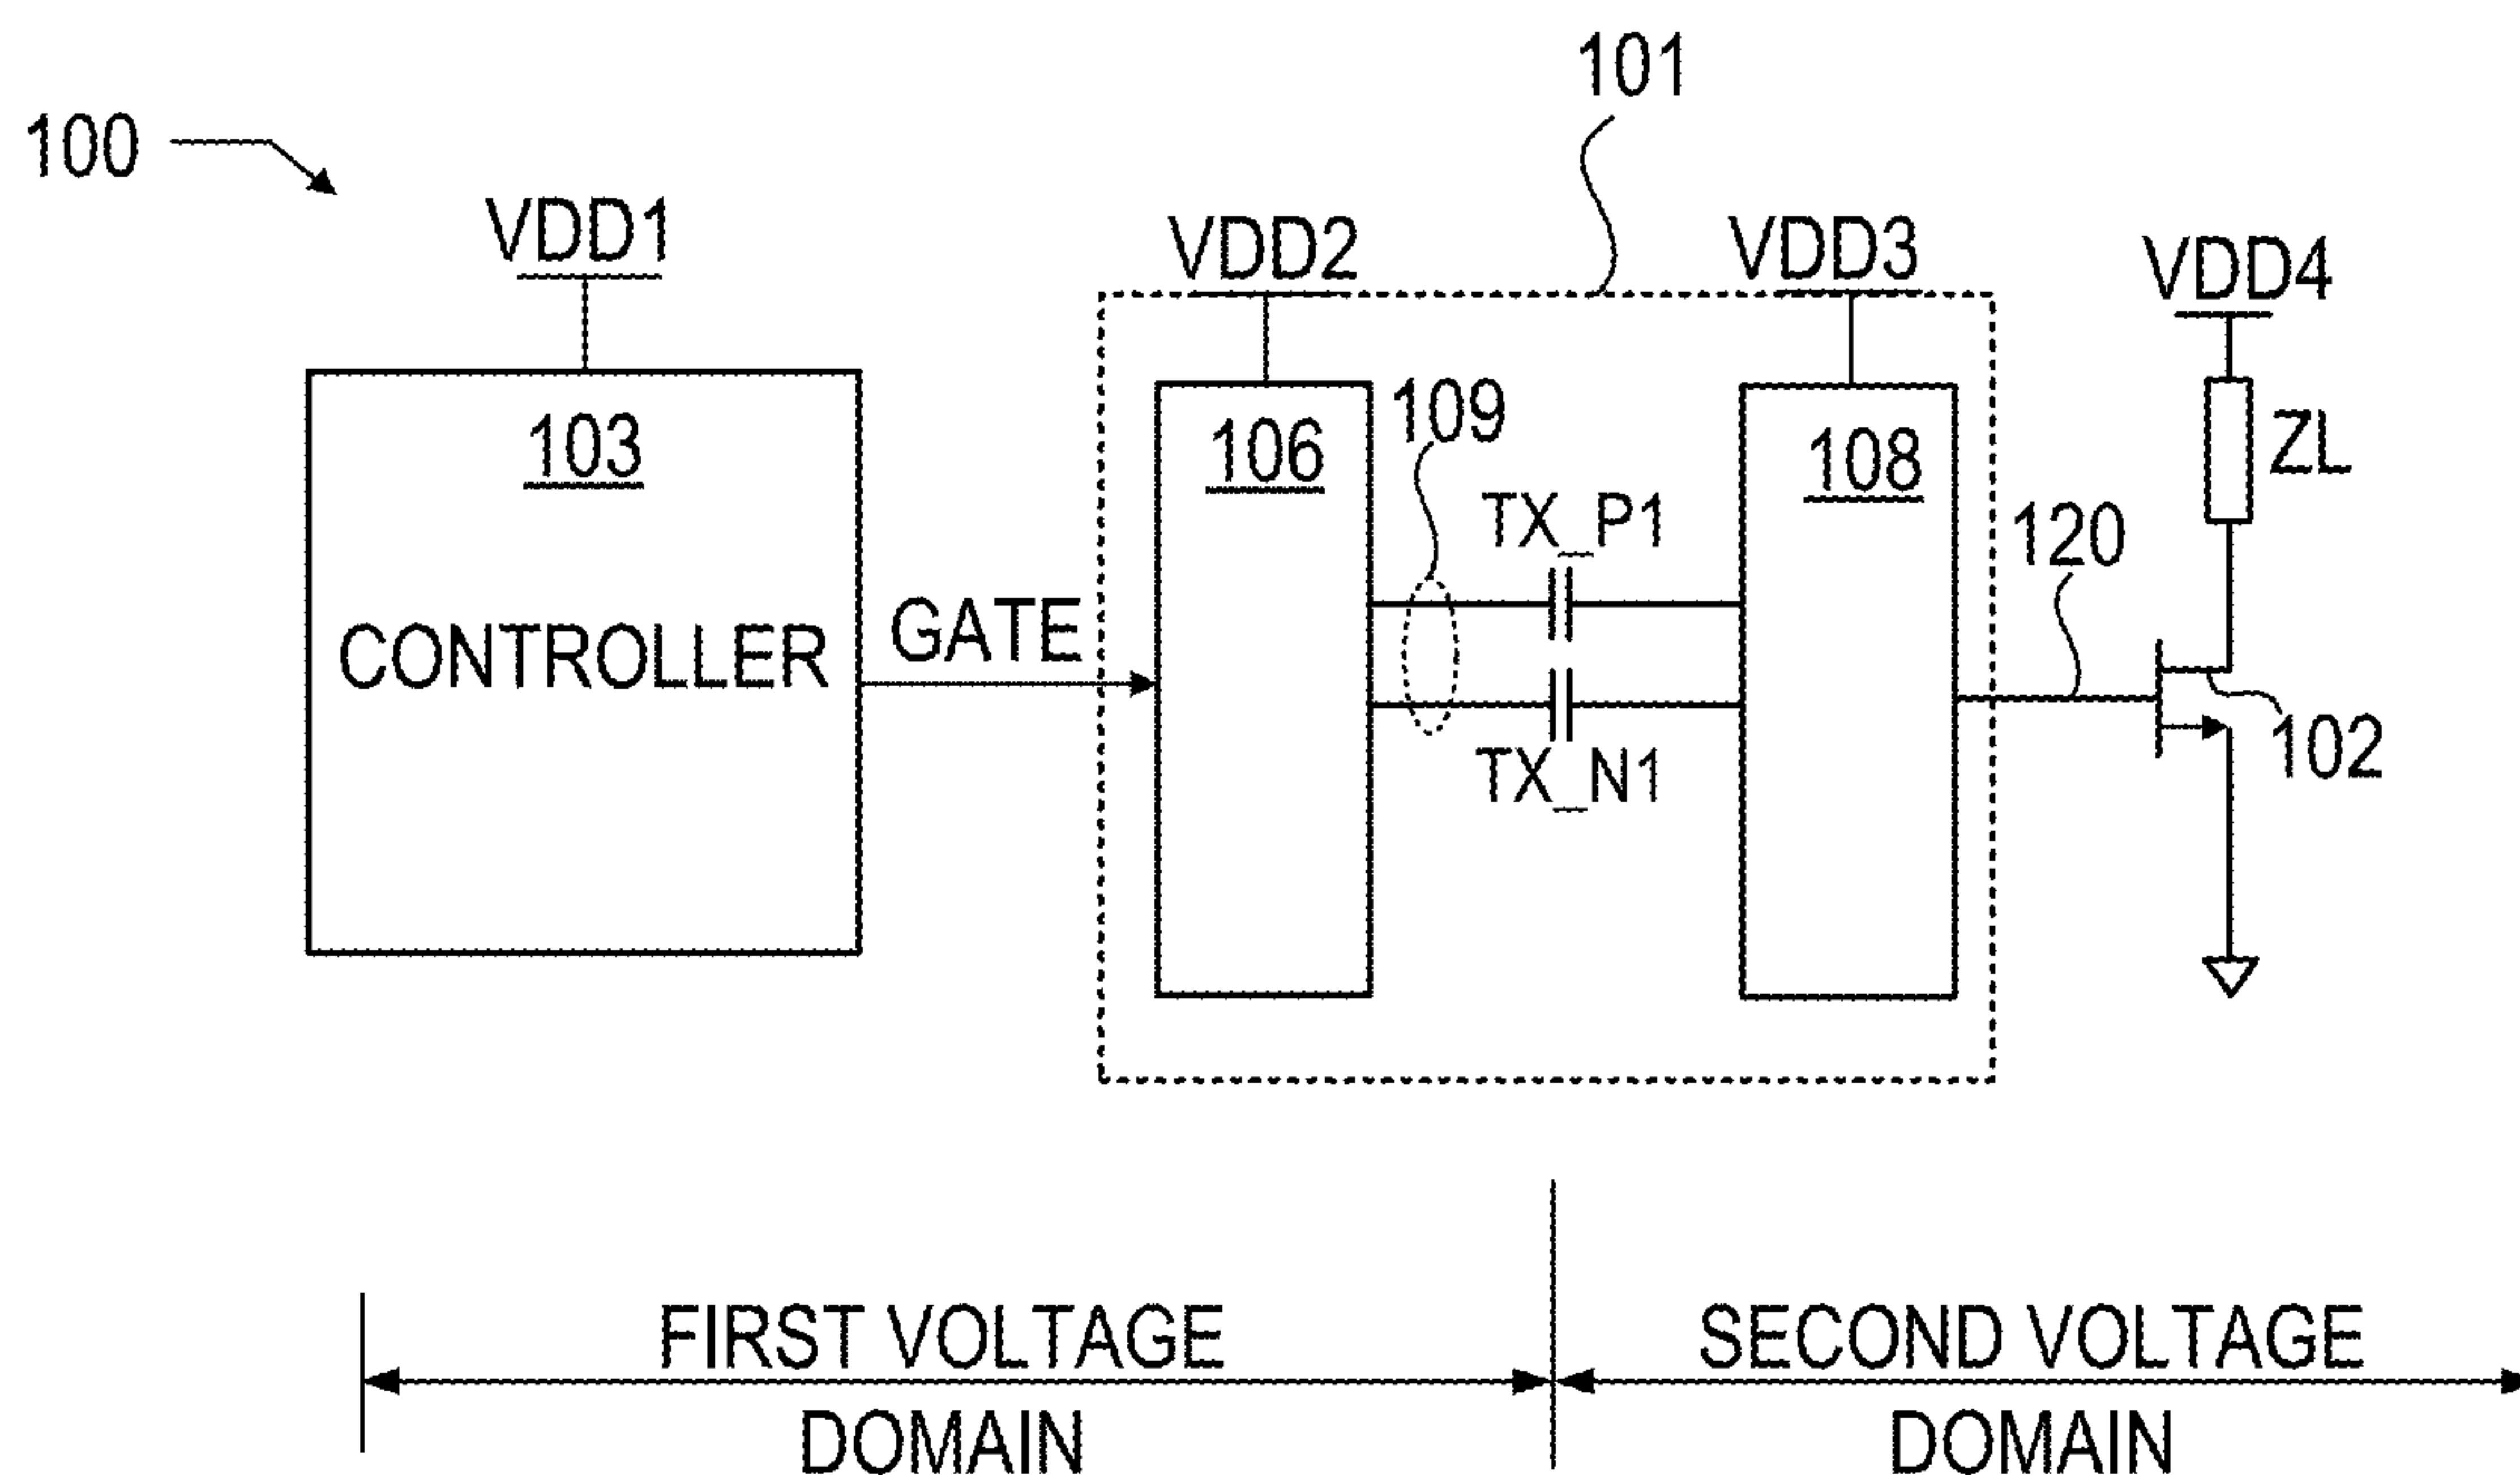 101
100
VDD1
VDD2
VDD3
VDD4
103
109
106
108
ZL
TX_P1
120
GATE
CONTROLLER
102
TX_N1
FIRST VOLTAGE
DOMAIN
SECOND VOLTAGE
DOMAIN